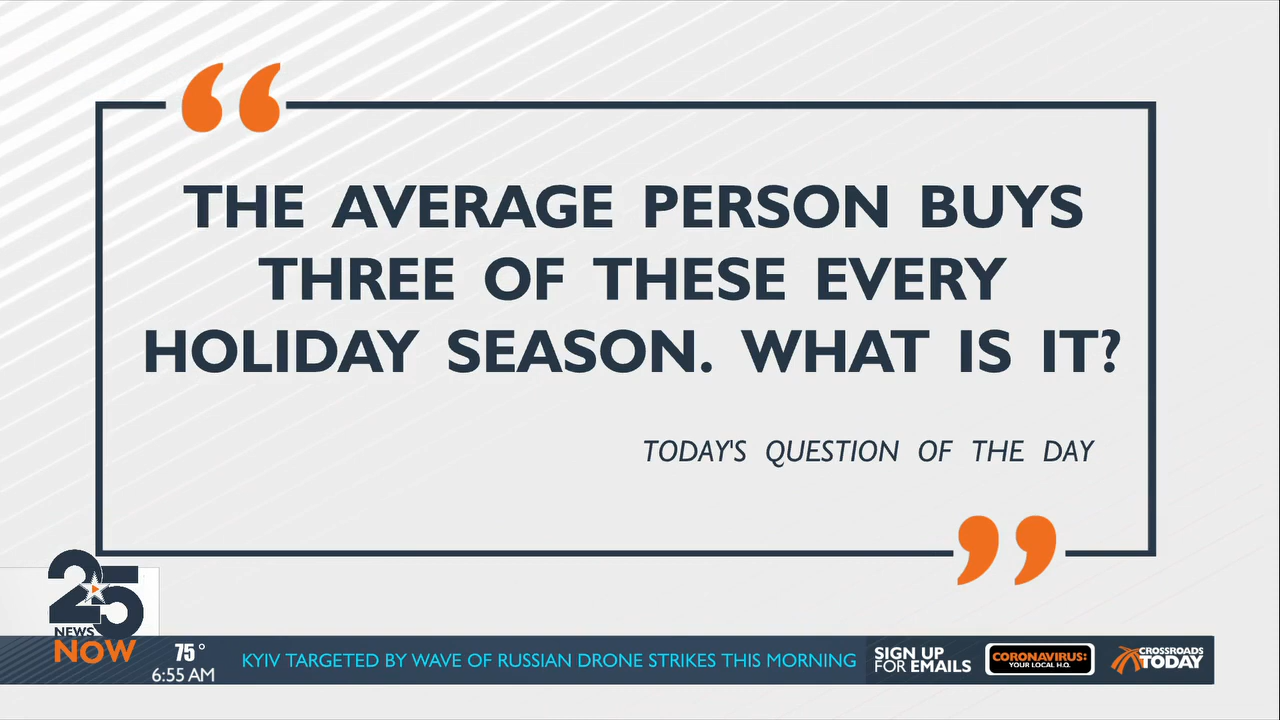 THE AVERAGE PERSON BUYS
THREE OF THESE EVERY
HOLIDAY SEASON. WHAT IS IT?
TODAY'S QUESTION OF THE DAY
25
NEWS
NOW
75°
6:55 AM
KYIV TARGETED BY WAVE OF RUSSIAN DRONE STRIKES THIS MORNING
SIGN UP
FOR EMAILS
CORONAVIRUS:
YOUR LOCAL H.Q.
CROSSROADS
TODAY